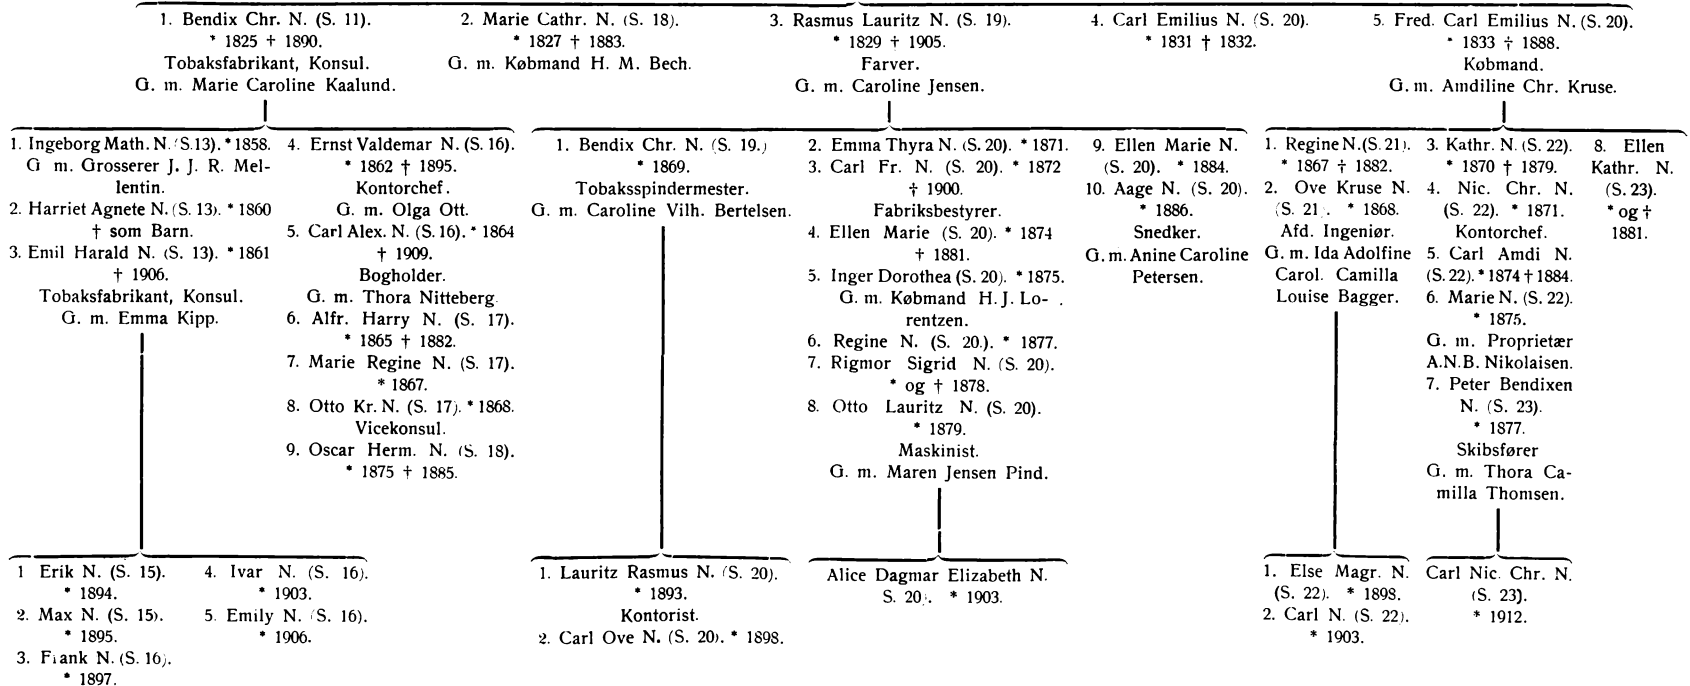 1. Bendix Chr. N. (S. 11).
* 1825 † 1890.
Tobaksfabrikant, Konsul.
G. m. Marie Caroline Kaalund.
2. Marie Cathr. N. (S. 18).
* 1827 † 1883.
G. m. Købmand H. M. Bech.
3. Rasmus Lauritz N. (S. 19).
* 1829 † 1905.
Farver.
G. m. Caroline Jensen.
4. Carl Emilius N. (S. 20).
* 1831 † 1832.
5. Fred. Carl Emilius N. (S. 20).
* 1833 † 1888.
Købmand.
G. m. Amdiline Chr. Kruse.
1. Ingeborg Math. N. (S.13). * 1858.
G m. Grosserer J. J. R. Mel-
lentin.
2. Harriet Agnete N. (S. 13). * 1860
† som Barn.
3. Emil Harald N. (S. 13). * 1861
† 1906.
Tobaksfabrikant, Konsul.
G. m. Emma Kipp.
4. Ernst Valdemar N. (S. 16).
* 1862 † 1895.
Kontorchef.
G. m. Olga Ott.
5. Carl Alex. N. (S. 16). * 1864
† 1909.
Bogholder.
G. m. Thora Nitteberg.
6. Alfr. Harry N. (S. 17).
* 1865 † 1882.
7. Marie Regine N. (S. 17).
* 1867.
8. Otto Kr. N. (S. 17). * 1868.
Vicekonsul.
9. Oscar Herm. N. (S. 18).
* 1875 † 1885.
1. Bendix Chr. N. (S. 19.)
* 1869.
Tobaksspindermester.
G. m. Caroline Vilh. Bertelsen.
2. Emma Thyra N. (S. 20). * 1871.
3. Carl Fr. N. (S. 20). * 1872
† 1900.
Fabriksbestyrer.
4. Ellen Marie (S. 20). * 1874
† 1881.
5. Inger Dorothea (S. 20). * 1875.
G. m. Købmand H. J. Lo-
rentzen.
6. Regine N. (S. 20.). * 1877.
7. Rigmor Sigrid N. (S. 20).
* og † 1878.
8. Otto Lauritz N. (S. 20).
* 1879.
Maskinist.
G. m. Maren Jensen Pind.
9. Ellen Marie N.
(S. 20). * 1884.
10. Aage N. (S. 20).
* 1886.
Snedker.
G. m. Anine Caroline
Petersen.
1. Regine N. (S. 21).
* 1867 † 1882.
2. Ove Kruse N.
(S. 21). * 1868.
Afd. Ingeniør.
G. m. Ida Adolfine
Carol. Camilla
Louise Bagger.
3. Kathr. N. (S. 22).
* 1870 † 1879.
4. Nic. Chr. N.
(S. 22). * 1871.
Kontorchef.
5. Carl Amdi N.
(S. 22). * 1874 † 1884.
6. Marie N. (S. 22).
* 1875.
G. m. Proprietær
A.N.B. Nikolaisen.
7. Peter Bendixen
N. (S. 23).
* 1877.
Skibsfører
G. m. Thora Ca-
milla Thomsen.
8. Ellen
Kathr. N.
(S. 23).
* og †
1881.
1 Erik N. (S. 15).
* 1894.
2. Max N. (S. 15).
* 1895.
3. Frank N. (S. 16).
* 1897.
4. Ivar N. (S. 16).
* 1903.
5. Emily N. (S. 16).
* 1906.
1. Lauritz Rasmus N. (S. 20).
* 1893.
Kontorist.
2. Carl Ove N. (S. 20). * 1898.
Alice Dagmar Elizabeth N.
S. 20). * 1903.
1. Else Magr. N.
(S. 22). * 1898.
2. Carl N. (S. 22).
* 1903.
Carl Nic. Chr. N.
(S. 23).
* 1912.